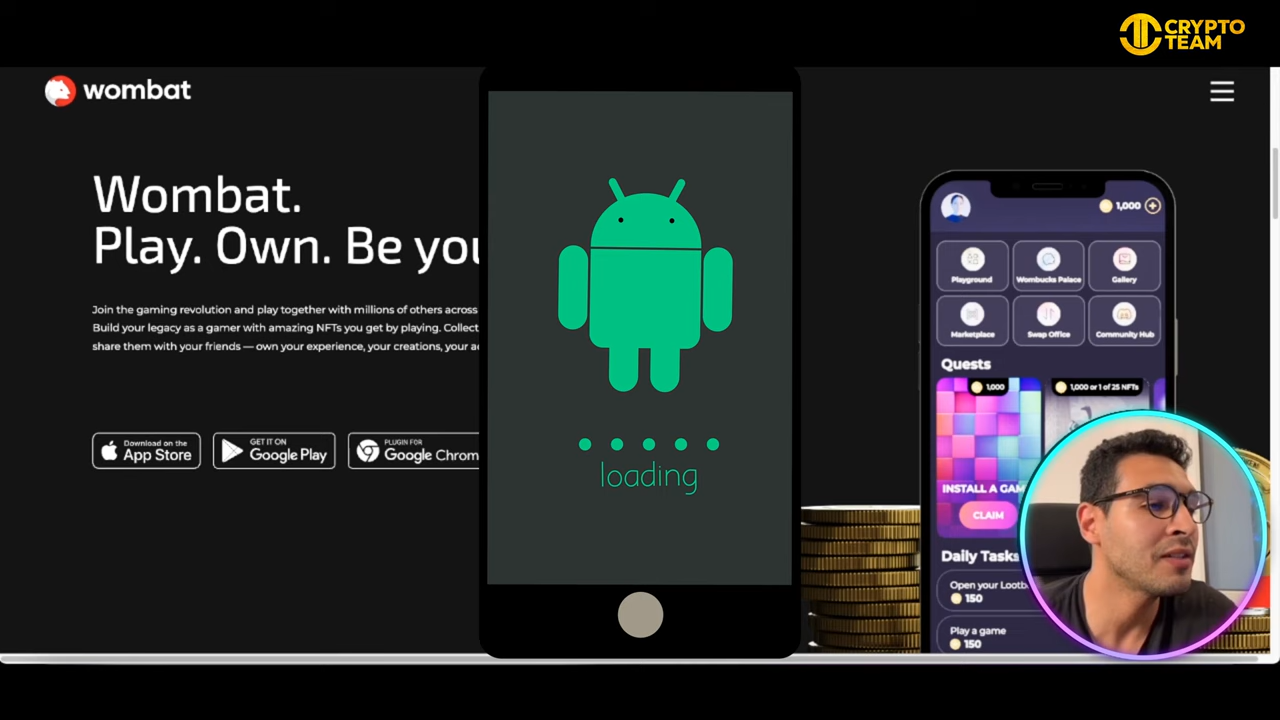 CRYPTO
TEAM
wombat
Wombat.
Play. Own. Be you
Join the gaming revolution and play together with millions of others across
Build your legacy as a gamer with amazing NFTs you get by playing. Collect
share them with your friends — own your experience, your creations, your
Download on the
App Store
GET IT ON
Google Play
PLUGIN FOR
Google Chrom
loading
1,000
Playground
Wombucks Palace
Gallery
Marketplace
Swap Office
Community Hub
Quests
1,000
1,000 or 1 of 25 NFTs
INSTALL A GAM
CLAIM
Daily Tasks
Open your Lootb
150
Play a game
150